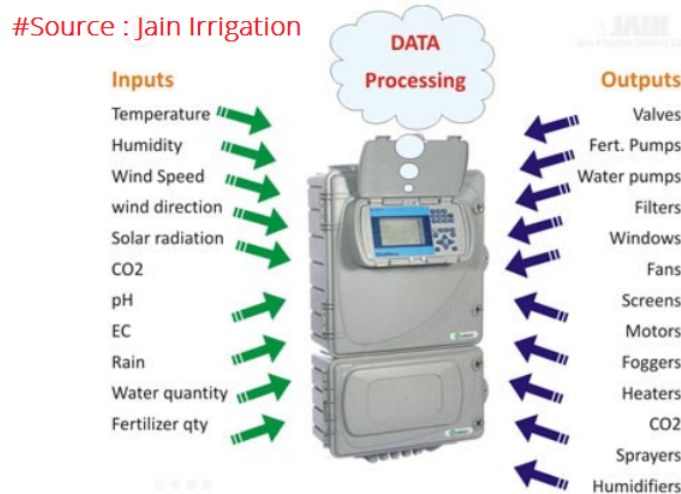 #Source : Jain Irrigation
DATA
Processing
Inputs
Temperature
Humidity
Wind Speed
wind direction
Solar radiation
CO2
pH
EC
Rain
Water quantity
Fertilizer qty
JAIN
Outputs
Valves
Fert. Pumps
Water pumps
Filters
Windows
Fans
Screens
Motors
Foggers
Heaters
CO2
Sprayers
Humidifiers